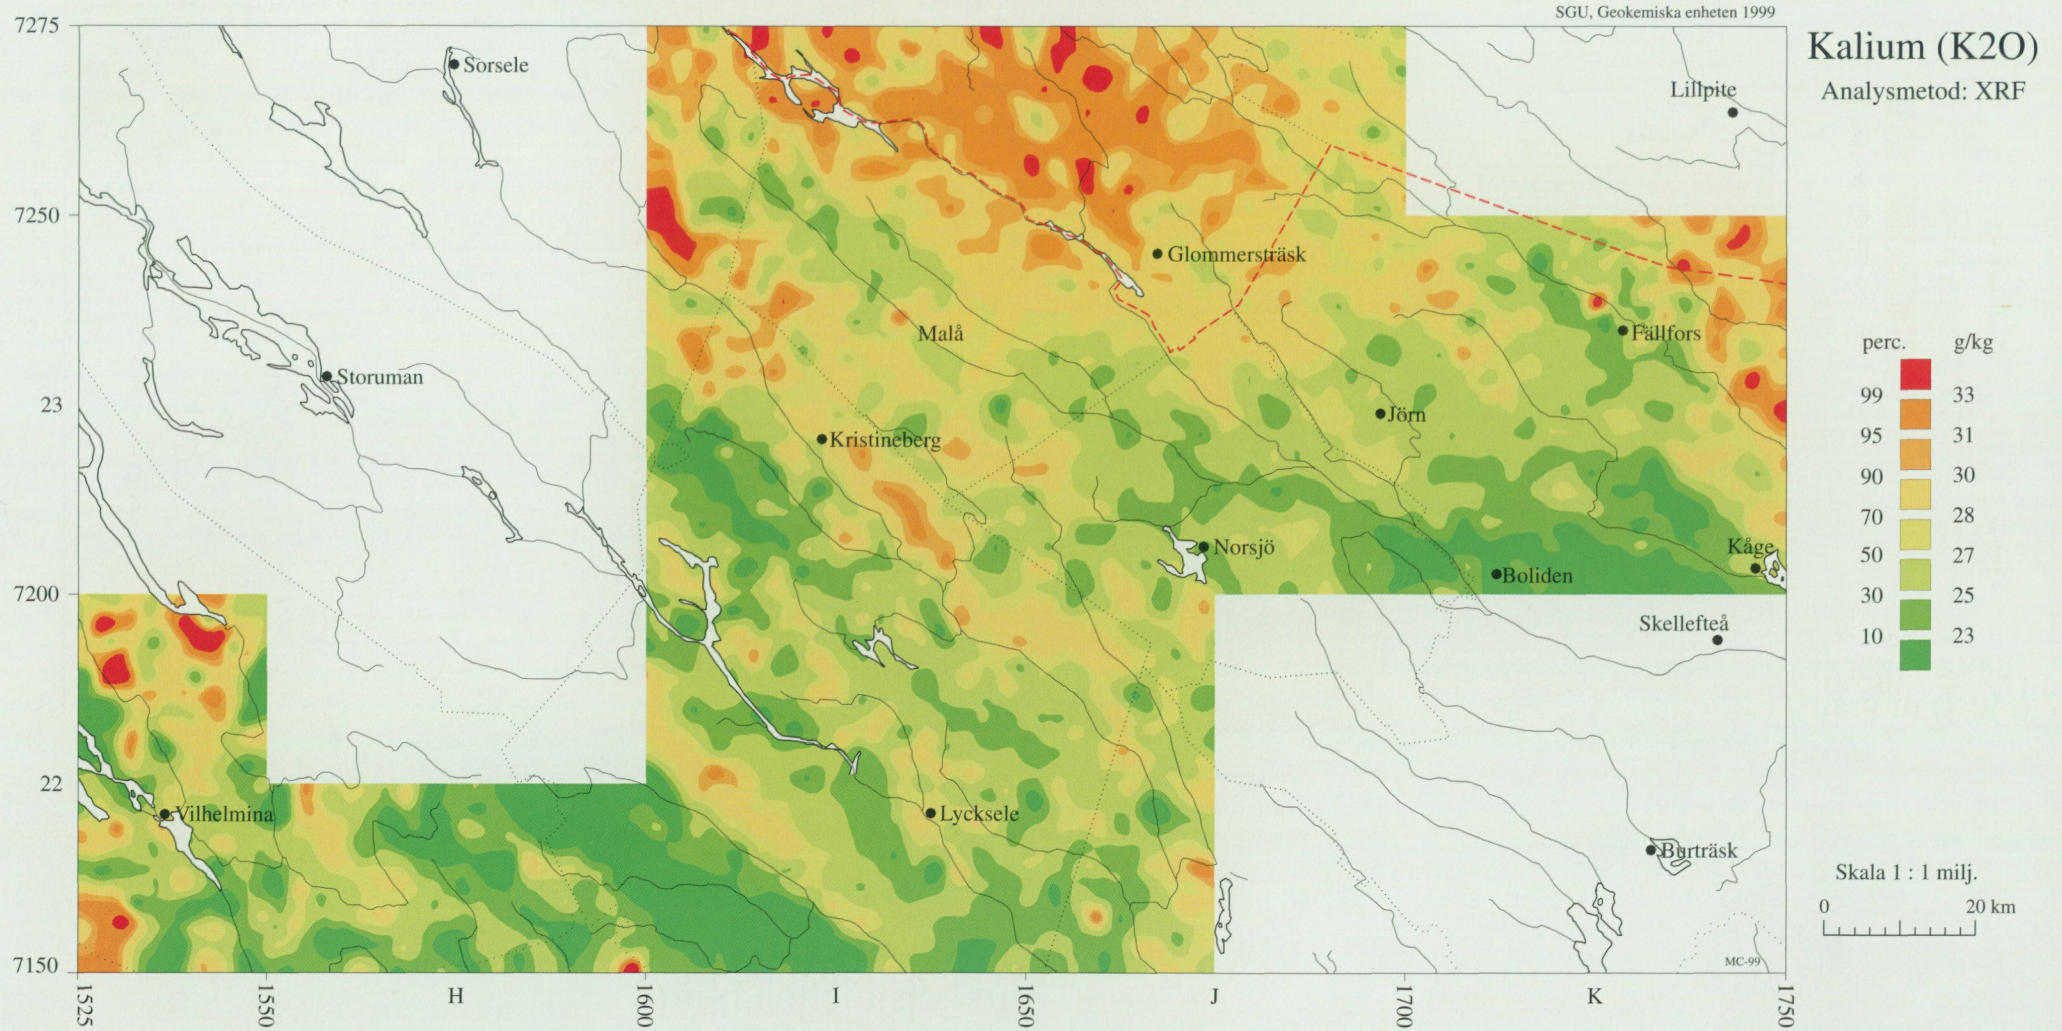 SGU, Geokemiska enheten 1999
Kalium (K2O)
Analysmetod: XRF
7275
7250
23
7200
22
7150
Sorsele
Lillpite
Glommersträsk
Malå
Fällfors
Storuman
Jörn
Kristineberg
Norsjö
Kåge
Boliden
Skellefteå
Vilhelmina
Lycksele
Burträsk
perc. g/kg
99 33
95 31
90 30
70 28
50 27
30 25
10 23
Skala 1 : 1 milj.
0 20 km
MC-99
1525 1550 H 1600 I 1650 J 1700 K 1750